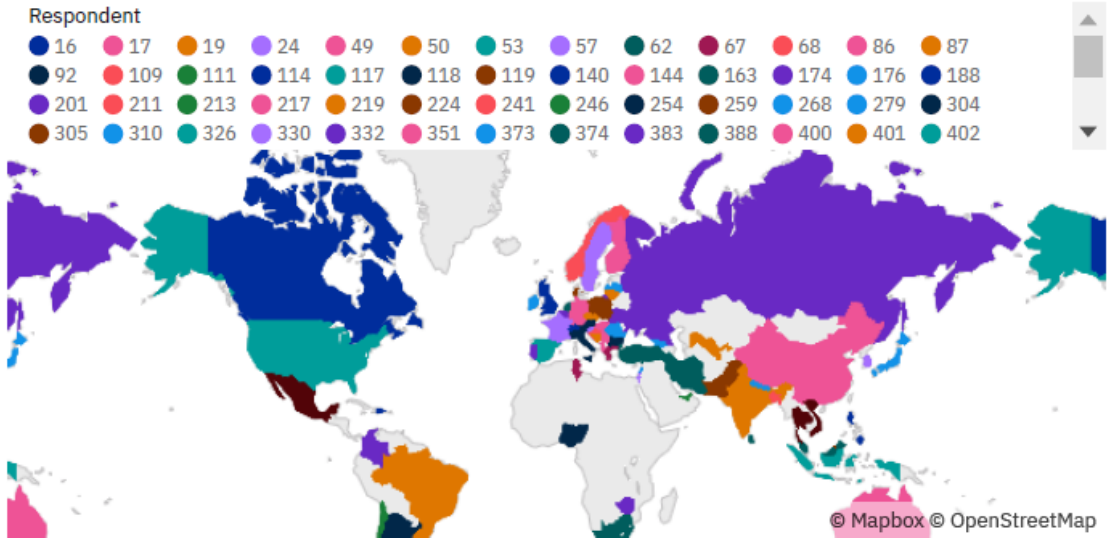 Respondent
16 17 19 24 49 50 53 57 62 67 68 86 87
92 109 111 114 117 118 119 140 144 163 174 176 188
201 211 213 217 219 224 241 246 254 259 268 279 304
305 310 326 330 332 351 373 374 383 388 400 401 402
© Mapbox © OpenStreetMap